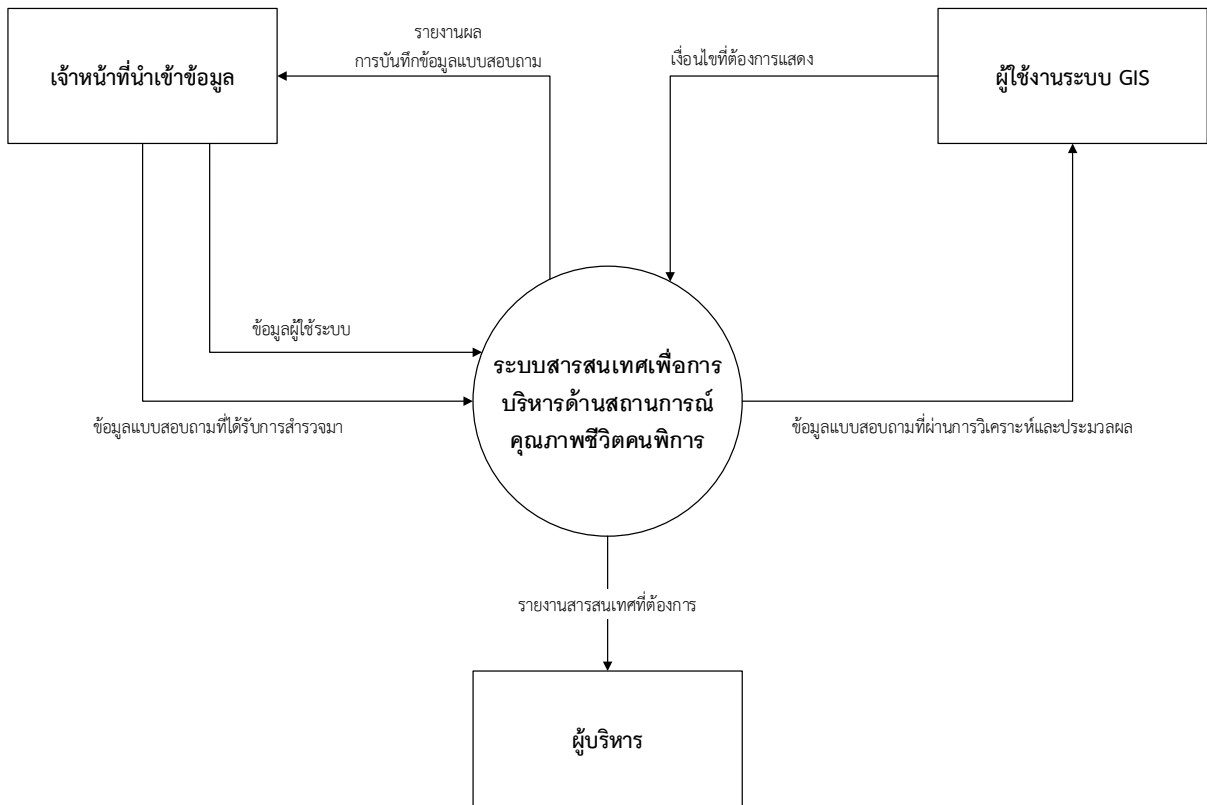 รายงานผล
การบันทึกข้อมูลแบบสอบถาม
เงื่อนไขที่ต้องการแสดง
เจ้าหน้าที่นำเข้าข้อมูล
ผู้ใช้งานระบบ GIS
ข้อมูลผู้ใช้ระบบ
ระบบสารสนเทศเพื่อการ
บริหารด้านสถานการณ์
คุณภาพชีวิตคนพิการ
ข้อมูลแบบสอบถามที่ได้รับการสำรวจมา
ข้อมูลแบบสอบถามที่ผ่านการวิเคราะห์และประมวลผล
รายงานสารสนเทศที่ต้องการ
ผู้บริหาร